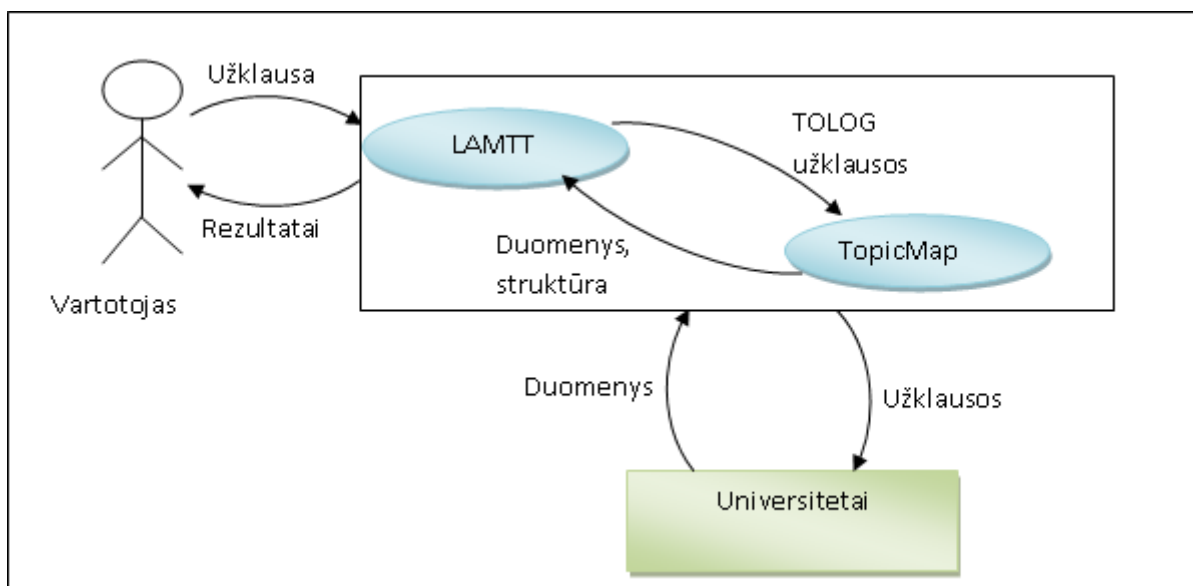 Užklausa
LAMTT
TOLOG
užklausos
Rezultatai
Duomenys,
struktūra
TopicMap
Vartotojas
Duomenys
Užklausos
Universitetai